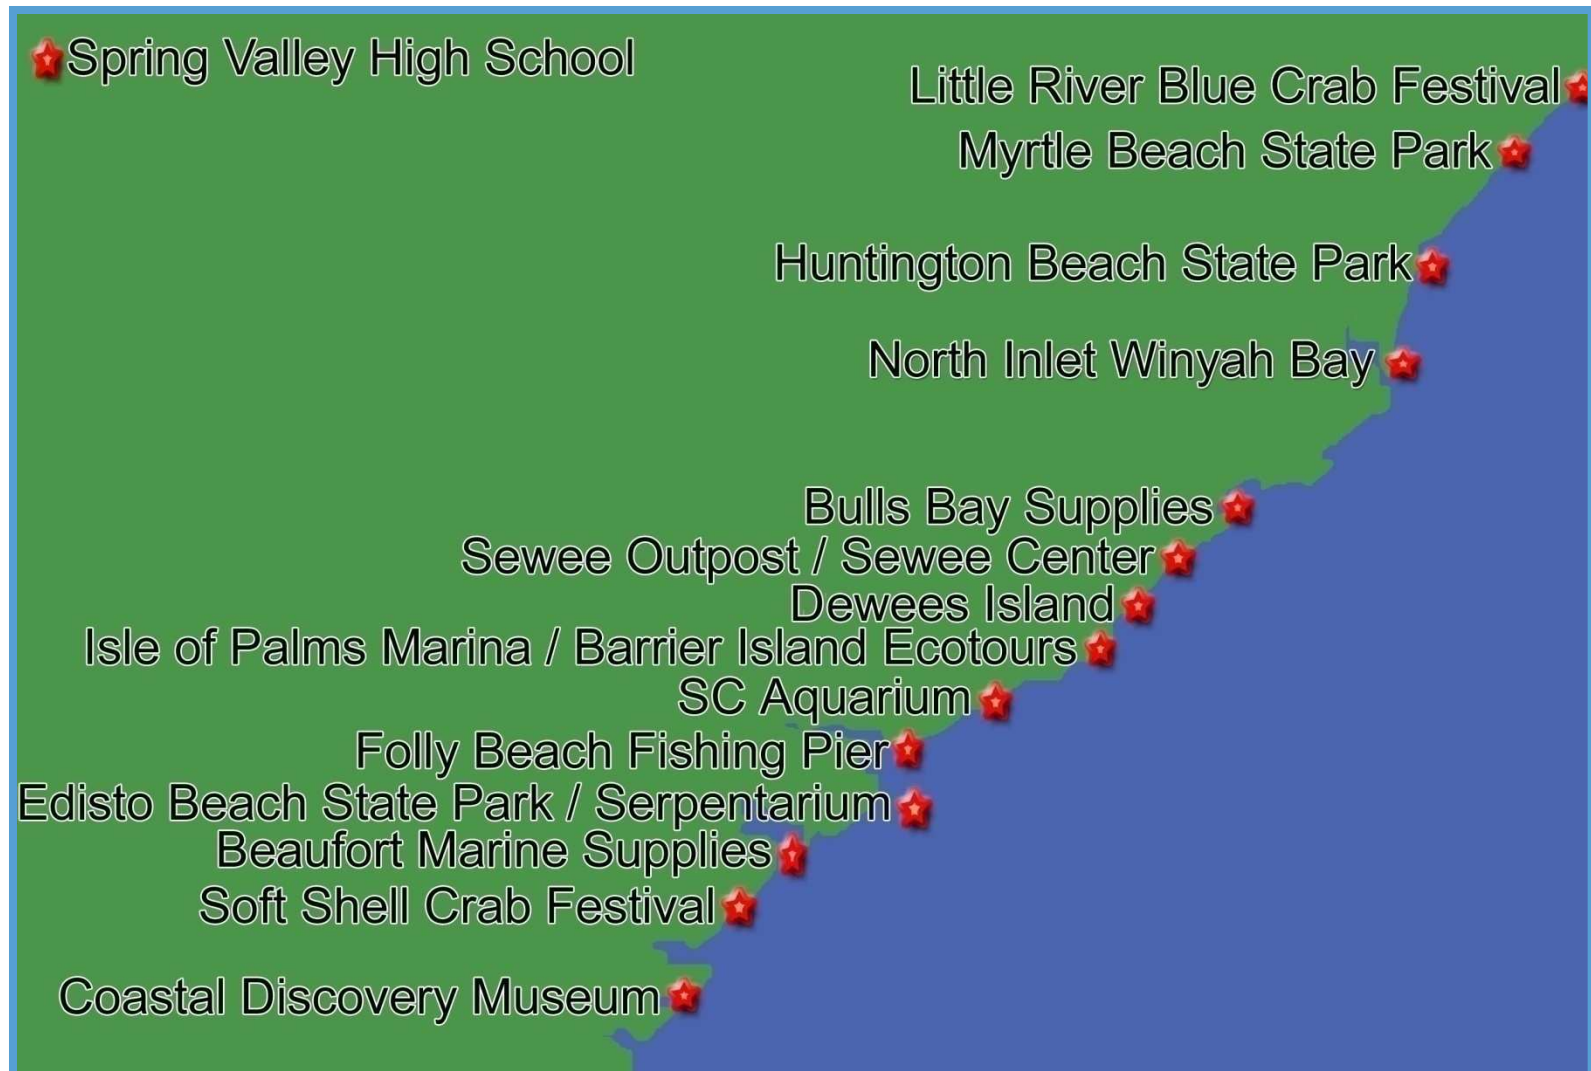 Spring Valley High School
Little River Blue Crab Festival
Myrtle Beach State Park
Huntington Beach State Park
North Inlet Winyah Bay
Bulls Bay Supplies
Sewee Outpost / Sewee Center
Dewees Island
Isle of Palms Marina / Barrier Island Ecotours
SC Aquarium
Folly Beach Fishing Pier
Edisto Beach State Park / Serpentarium
Beaufort Marine Supplies
Soft Shell Crab Festival
Coastal Discovery Museum